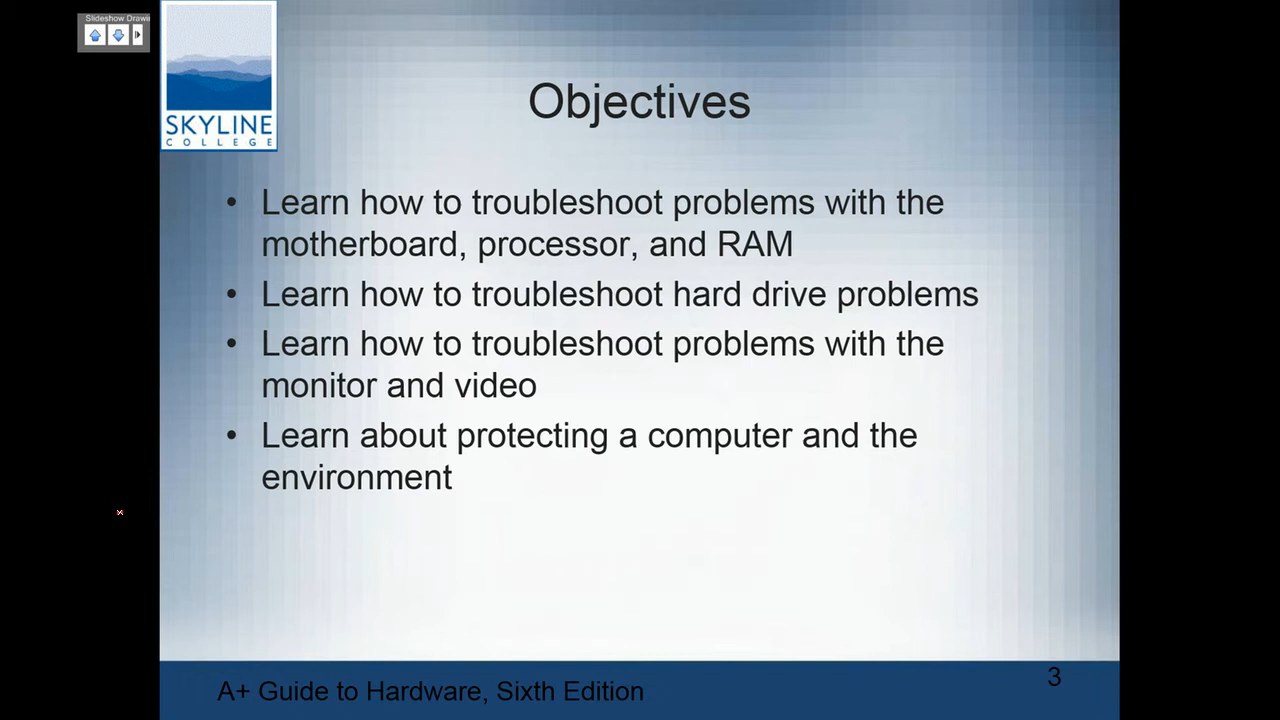 Slideshow Drawi
SKYLINE
COLLEGE
Objectives
• Learn how to troubleshoot problems with the
motherboard, processor, and RAM
• Learn how to troubleshoot hard drive problems
• Learn how to troubleshoot problems with the
monitor and video
• Learn about protecting a computer and the
environment
A+ Guide to Hardware, Sixth Edition
3